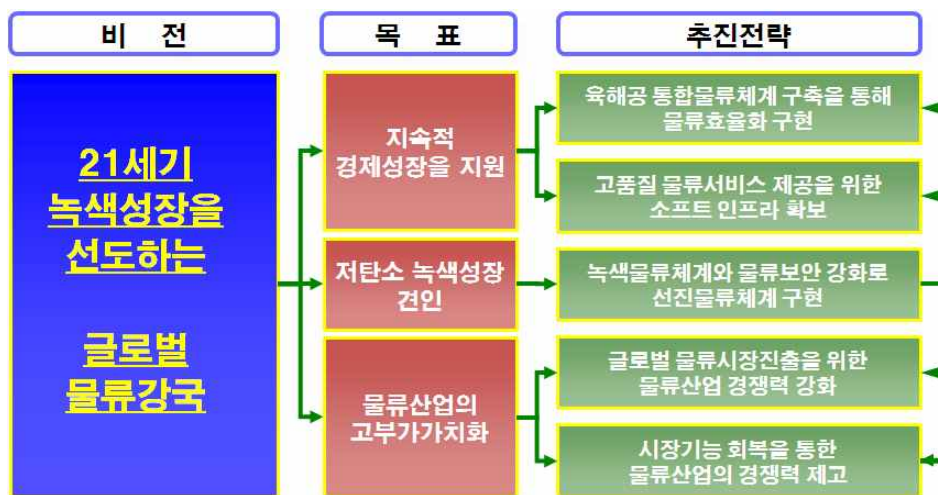 비 전
목 표
추진전략
21세기
녹색성장을
선도하는
글로벌
물류강국
지속적
경제성장을 지원
저탄소 녹색성장
견인
물류산업의
고부가가치화
육해공 통합물류체계 구축을 통해
물류효율화 구현
고품질 물류서비스 제공을 위한
소프트 인프라 확보
녹색물류체계와 물류보안 강화로
선진물류체계 구현
글로벌 물류시장진출을 위한
물류산업 경쟁력 강화
시장기능 회복을 통한
물류산업의 경쟁력 제고